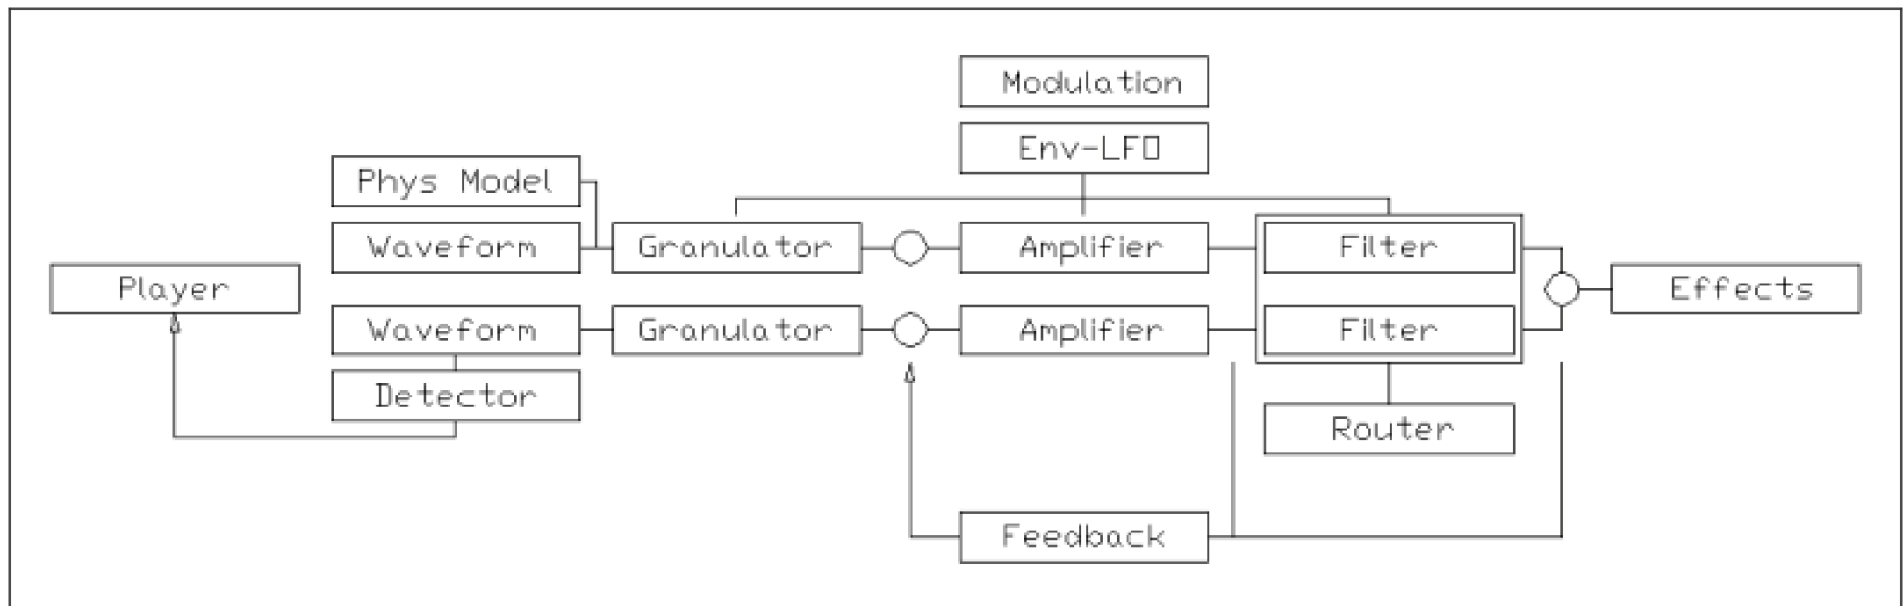 Modulation
Env-LFO
Phys Model
Waveform
Granulator
Amplifier
Filter
Player
Effects
Waveform
Granulator
Amplifier
Filter
Detector
Router
Feedback